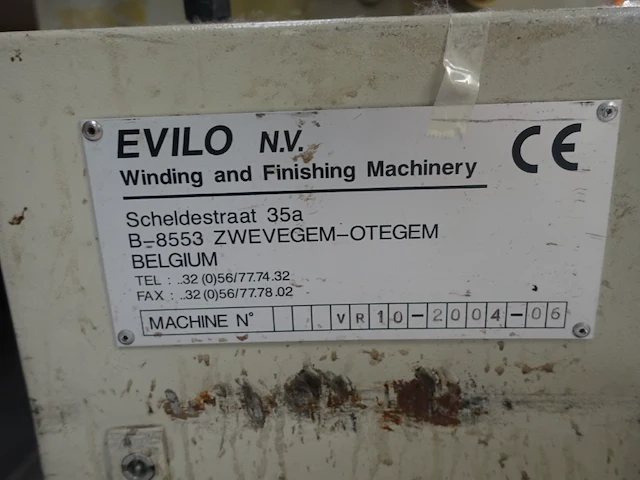 EVILO N.V.
CE
Winding and Finishing Machinery
Scheldestraat 35a
B-8553 ZWEVEGEM-OTEGEM
BELGIUM
TEL : ..32 (0)56/77.74.32
FAX : ..32 (0)56/77.78.02
MACHINE N° VR10-2004-06